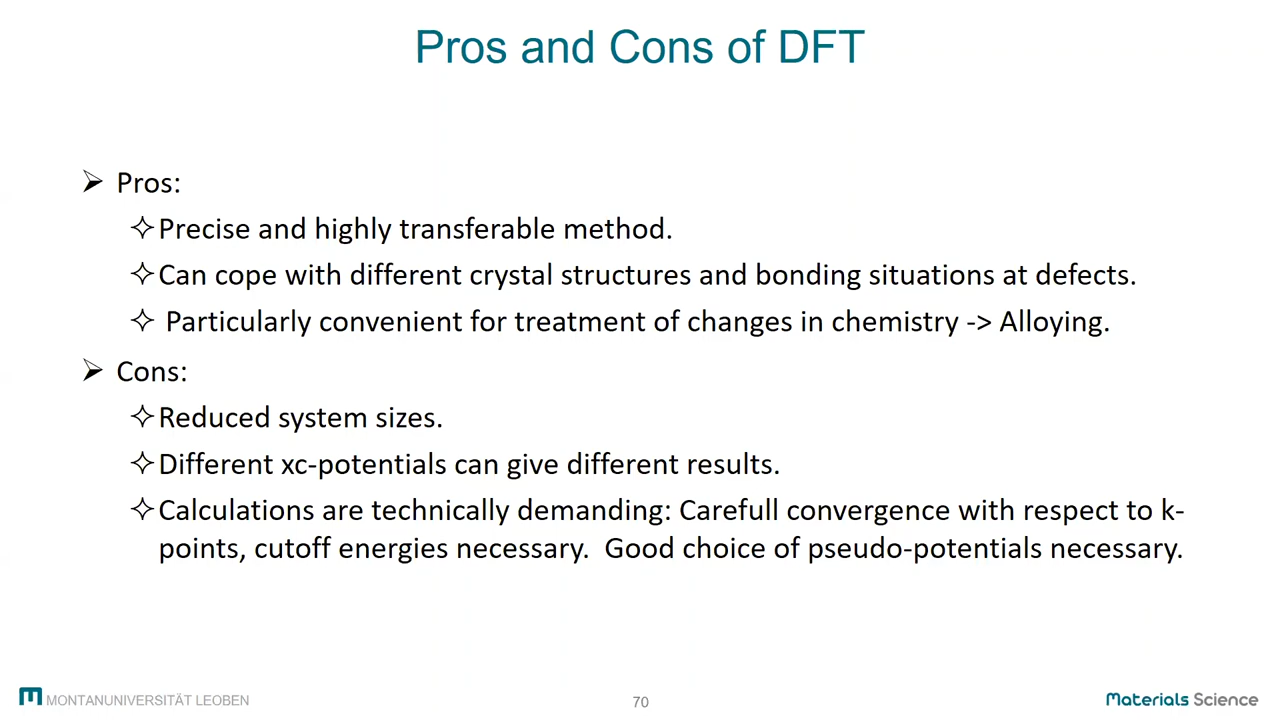 Pros and Cons of DFT
Pros:
Precise and highly transferable method.
Can cope with different crystal structures and bonding situations at defects.
Particularly convenient for treatment of changes in chemistry -> Alloying.
Cons:
Reduced system sizes.
Different xc-potentials can give different results.
Calculations are technically demanding: Carefull convergence with respect to k-
points, cutoff energies necessary.  Good choice of pseudo-potentials necessary.
MONTANUNIVERSITÄT LEOBEN
70
Materials Science